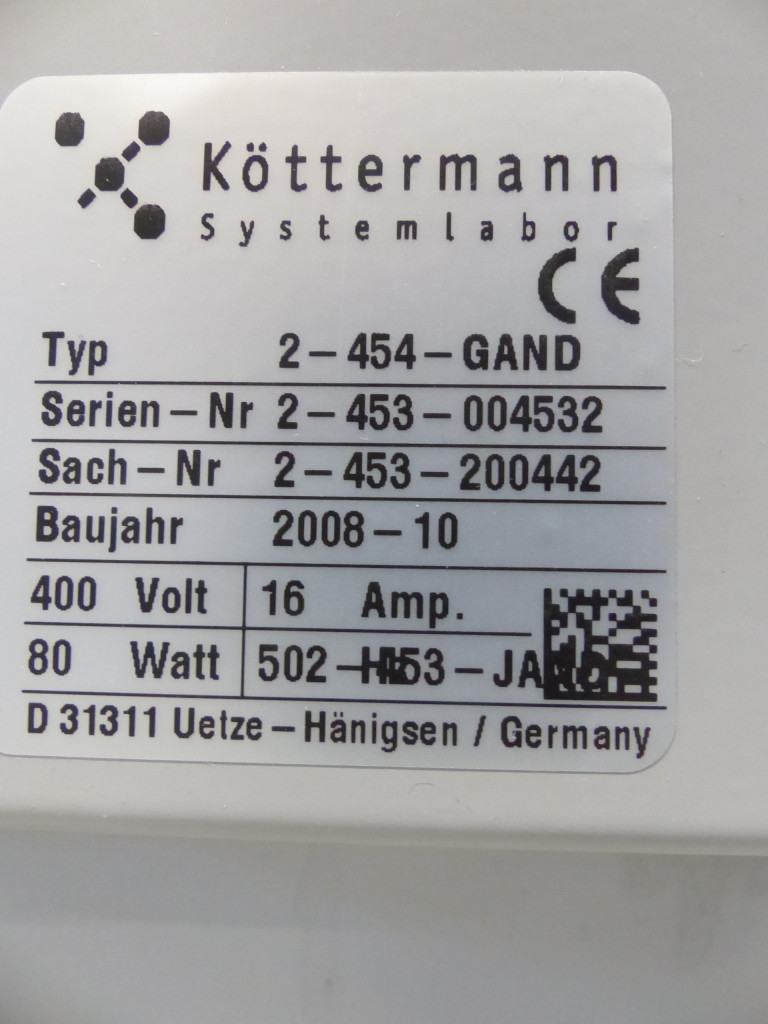 Köttermann
Systemlabor
CE
Typ 2-454-GAND
Serien-Nr 2-453-004532
Sach-Nr 2-453-200442
Baujahr 2008-10
400 Volt 16 Amp.
80 Watt
D 31311 Uetze-Hänigsen / Germany